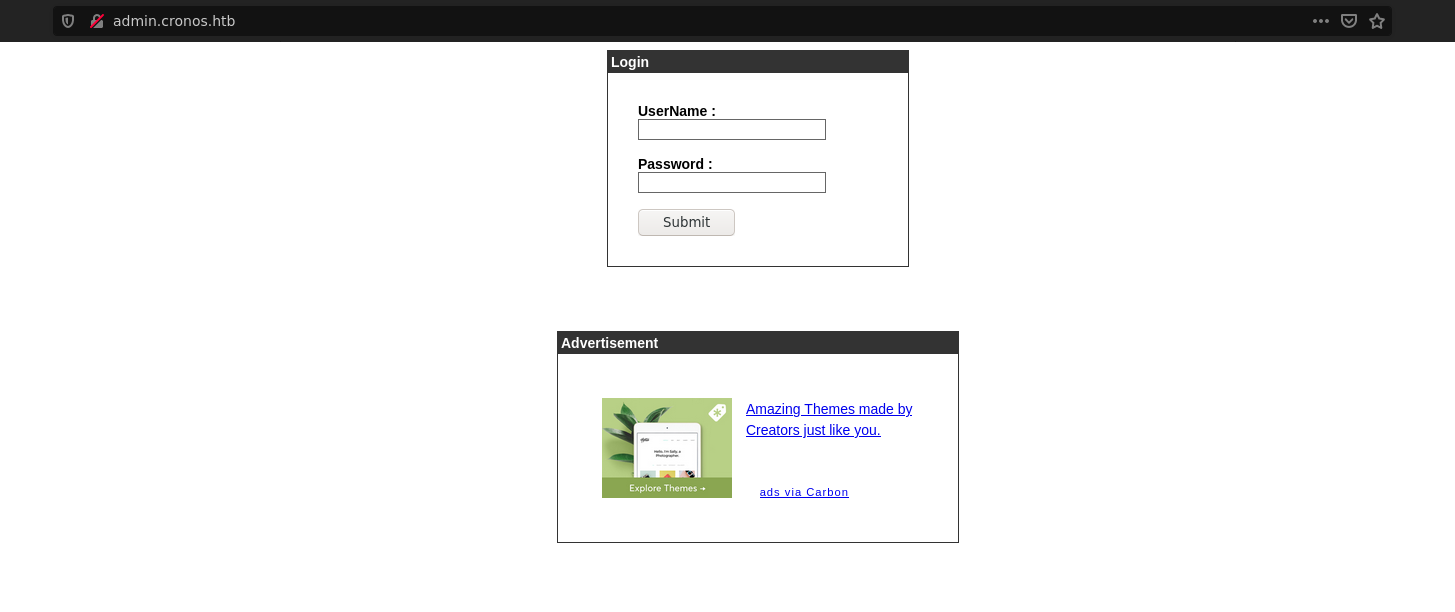 admin.cronos.htb
Login
UserName :
Password :
Submit
Advertisement
Amazing Themes made by
Creators just like you.
Hello, I'm Emily, a
Photographer.
Explore Themes →
ads via Carbon